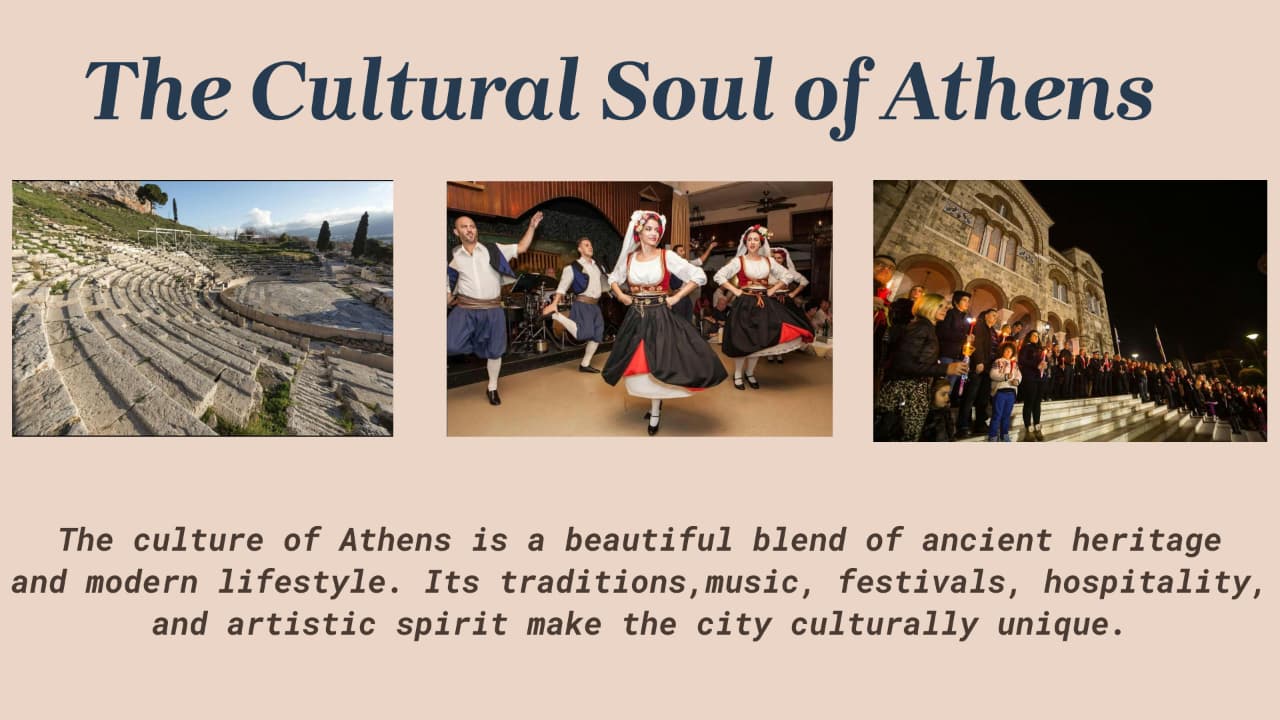 The Cultural Soul of Athens
The culture of Athens is a beautiful blend of ancient heritage
and modern lifestyle. Its traditions,music, festivals, hospitality,
and artistic spirit make the city culturally unique.